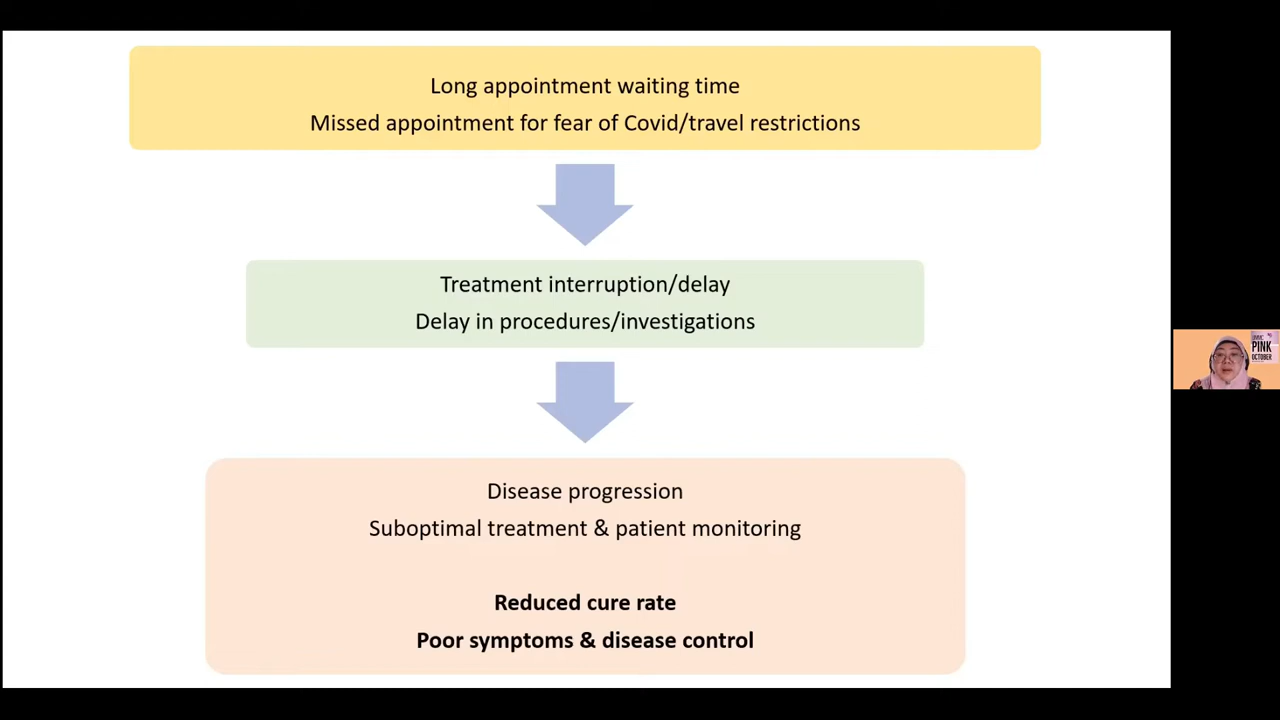 Long appointment waiting time
Missed appointment for fear of Covid/travel restrictions
Treatment interruption/delay
Delay in procedures/investigations
Disease progression
Suboptimal treatment & patient monitoring
Reduced cure rate
Poor symptoms & disease control
PINK
OCTOBER